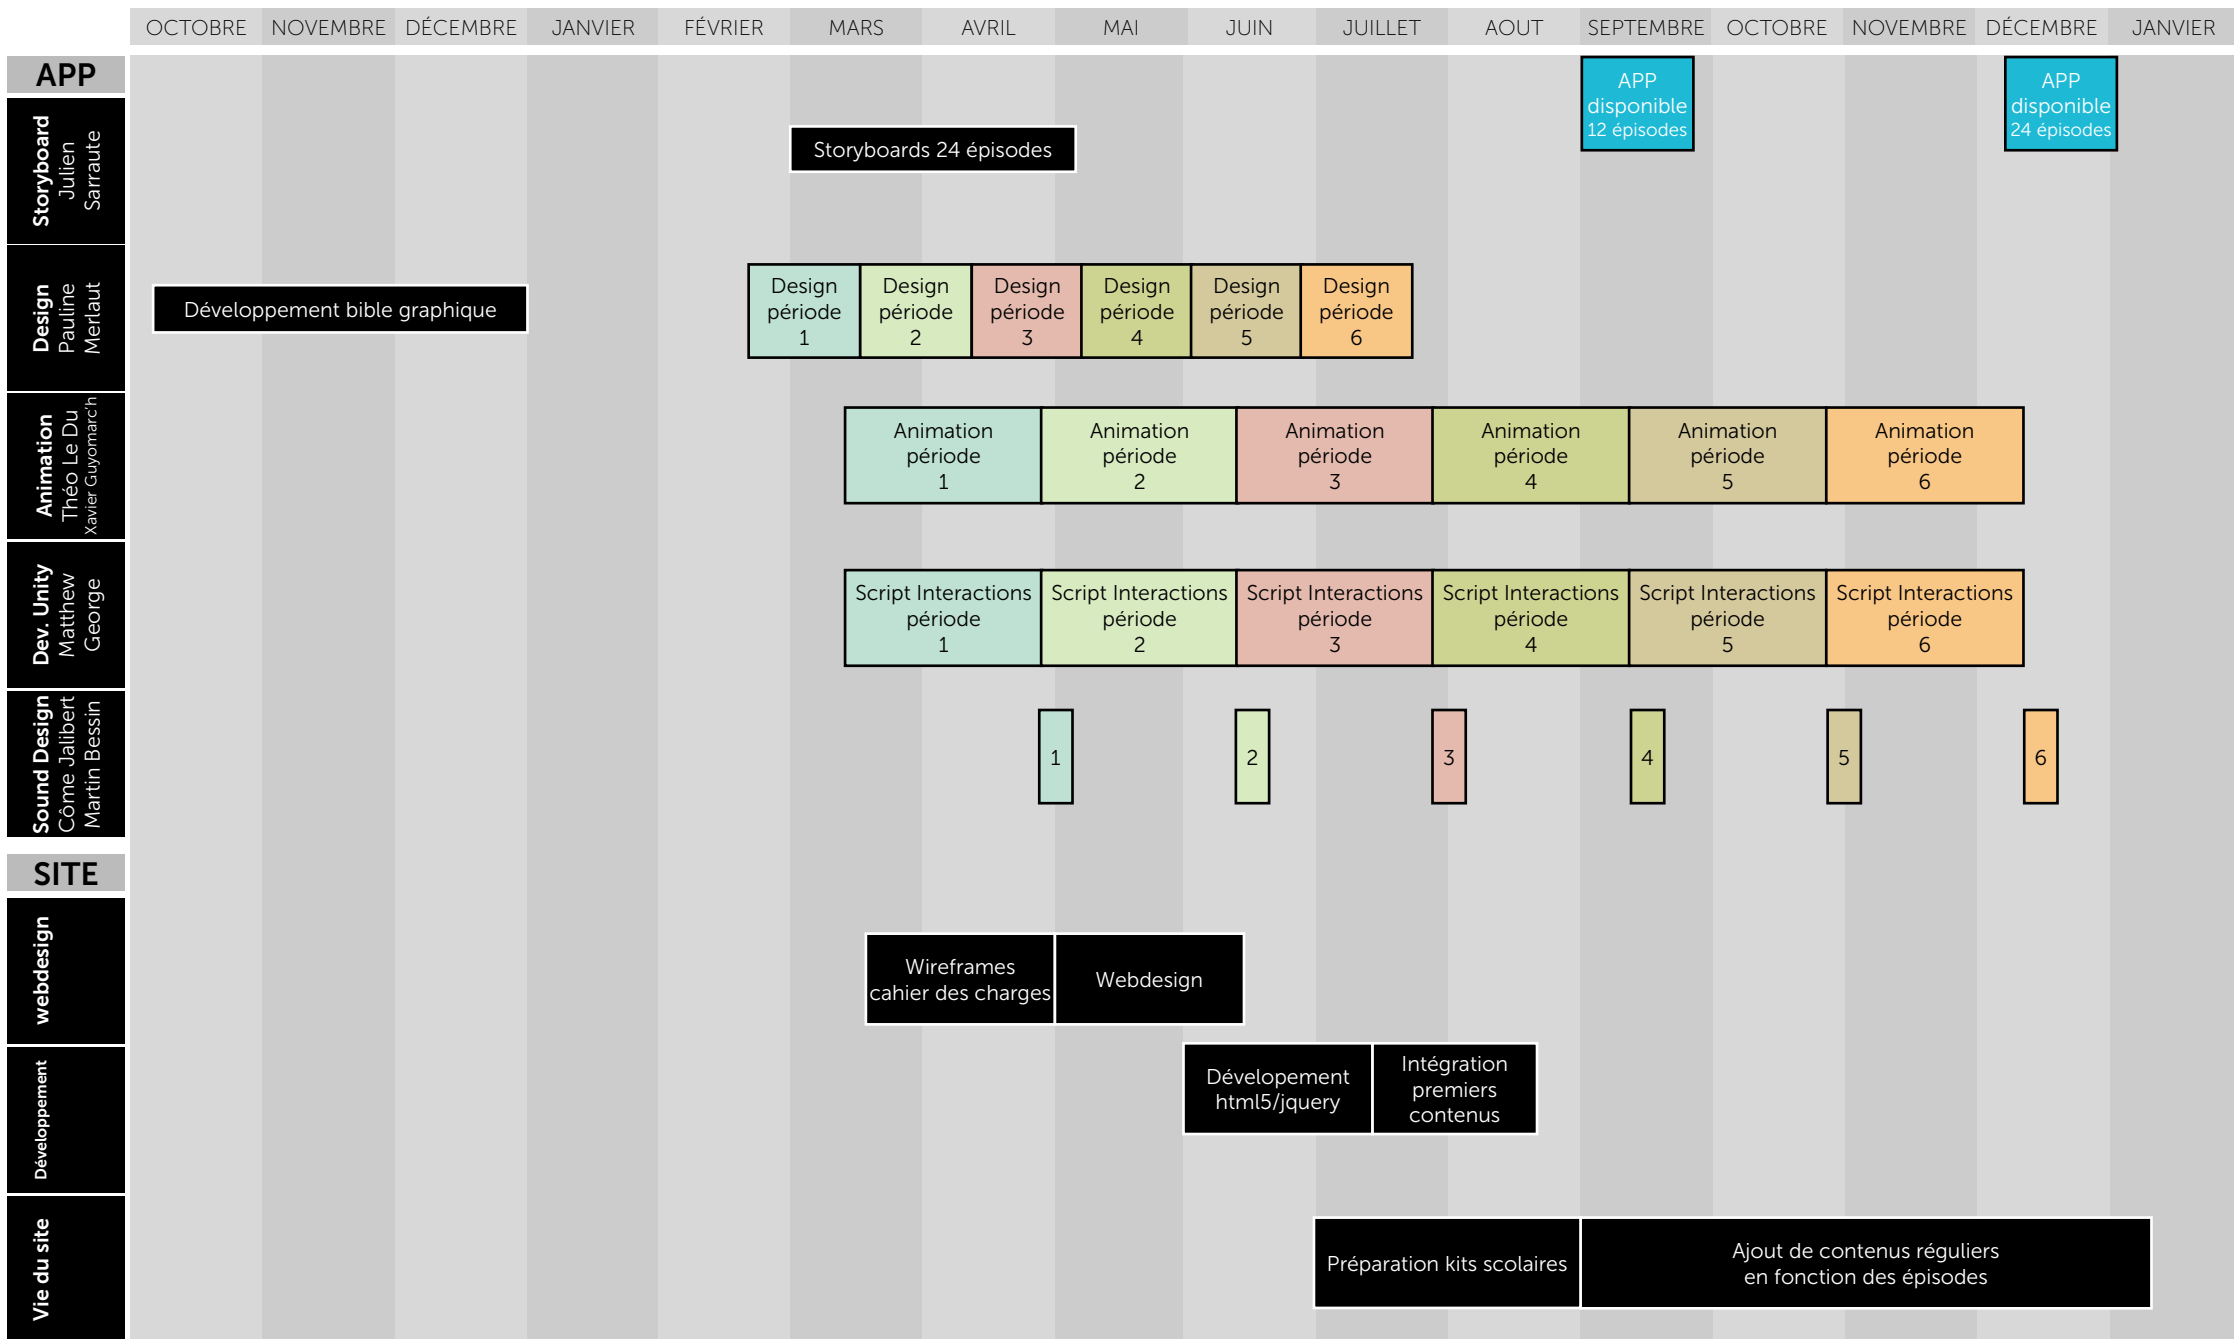 OCTOBRE NOVEMBRE DÉCEMBRE JANVIER FÉVRIER MARS AVRIL MAI JUIN JUILLET AOUT SEPTEMBRE OCTOBRE NOVEMBRE DÉCEMBRE JANVIER
APP
APP
disponible
12 épisodes
APP
disponible
24 épisodes
Storyboard
Julien
Sarraute
Storyboards 24 épisodes
Design
Pauline
Merlaut
Développement bible graphique
Design
période
1
Design
période
2
Design
période
3
Design
période
4
Design
période
5
Design
période
6
Animation
Théo Le Du
Xavier Guyomarc'h
Animation
période
1
Animation
période
2
Animation
période
3
Animation
période
4
Animation
période
5
Animation
période
6
Dev. Unity
Matthew
George
Script Interactions
période
1
Script Interactions
période
2
Script Interactions
période
3
Script Interactions
période
4
Script Interactions
période
5
Script Interactions
période
6
Sound Design
Côme Jalibert
Martin Bessin
1
2
3
4
5
6
SITE
webdesign
Wireframes
cahier des charges
Webdesign
Développement
Dévelopement
html5/jquery
Intégration
premiers
contenus
Vie du site
Préparation kits scolaires
Ajout de contenus réguliers
en fonction des épisodes